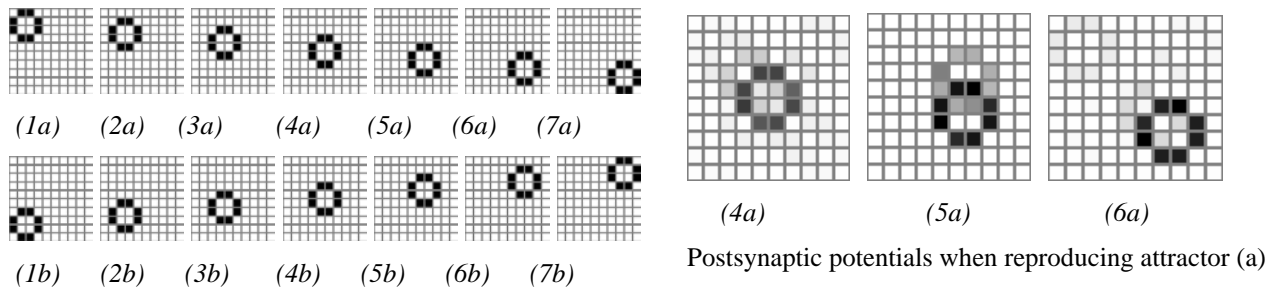 (1a) (2a) (3a) (4a) (5a) (6a) (7a)
(1b) (2b) (3b) (4b) (5b) (6b) (7b)
(4a) (5a) (6a)
Postsynaptic potentials when reproducing attractor (a)